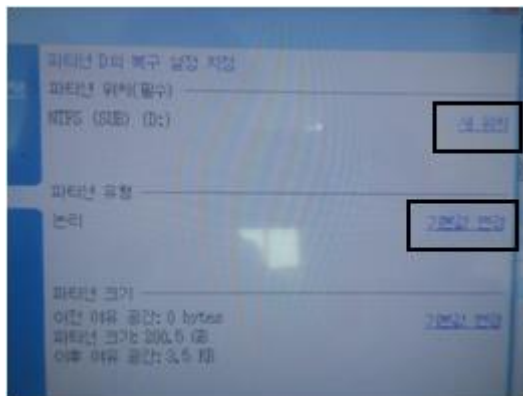 파티션 D의 복구 설정 지정
파티션 위치(필수)
NTFS (SUB) (D:)
새 위치
파티션 유형
논리
기본값 변경
파티션 크기
이전 여유 공간: 0 bytes
기본값 변경
파티션 크기: 200.5 GB
이후 여유 공간: 3.5 KB